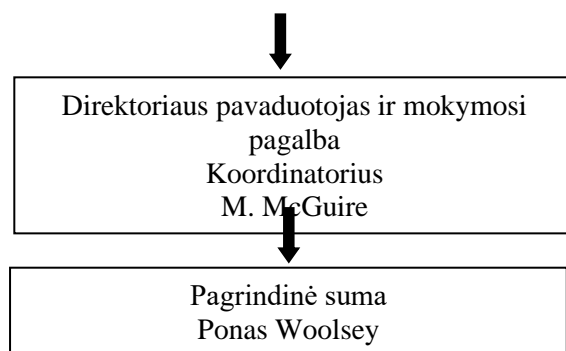 Direktoriaus pavaduotojas ir mokymosi
pagalba
Koordinatorius
M. McGuire
Pagrindinė suma
Ponas Woolsey